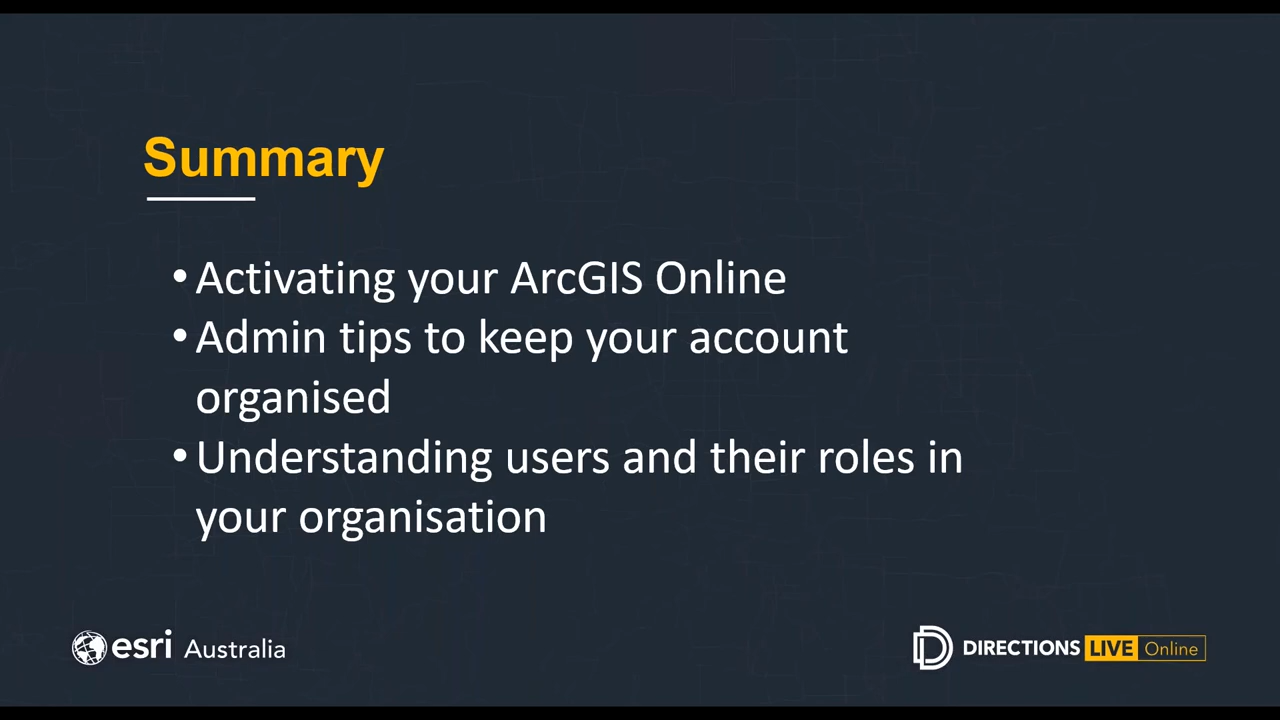 Summary
• Activating your ArcGIS Online
• Admin tips to keep your account
organised
• Understanding users and their roles in
your organisation
esri Australia
DIRECTIONS LIVE Online